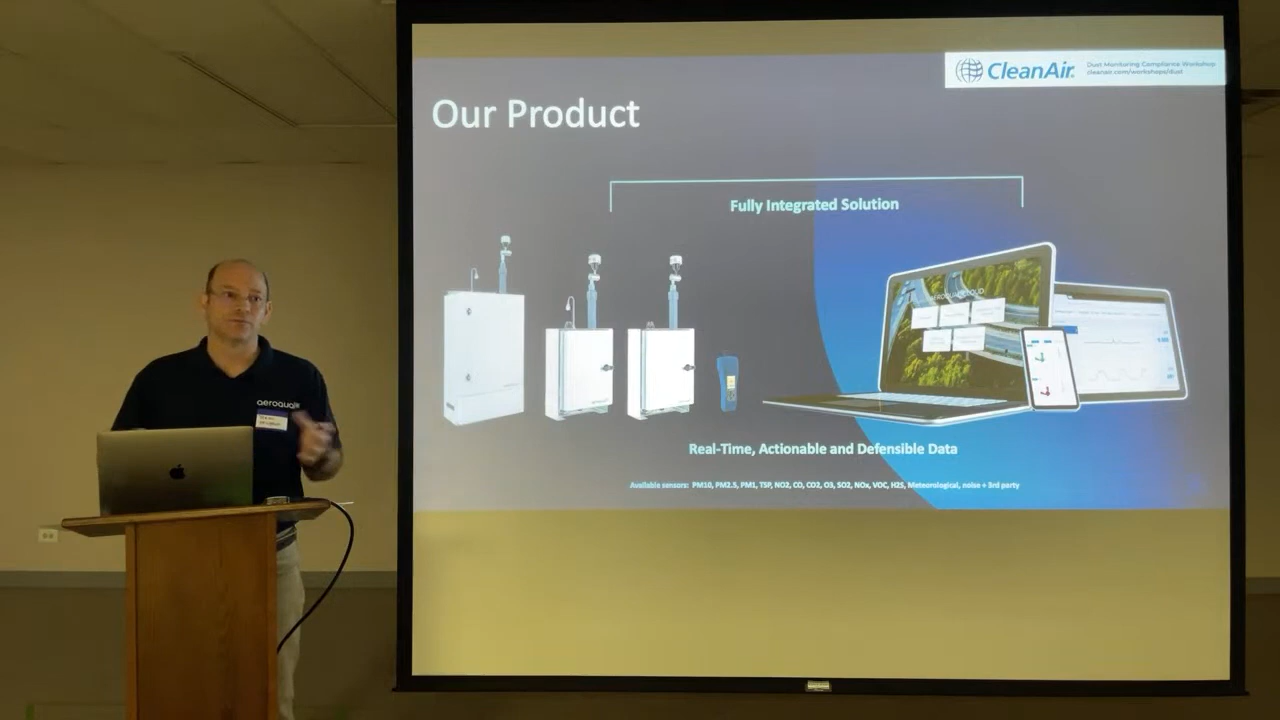 CleanAir
Dust Monitoring Compliance Workshop
cleanair.com/workshops/dust
Our Product
Fully Integrated Solution
Real-Time, Actionable and Defensible Data
Available sensors: PM10, PM2.5, PM1, TSP, NO2, CO, CO2, O3, SO2, NOx, VOC, H2S, Meteorological, noise + 3rd party
aeroqual